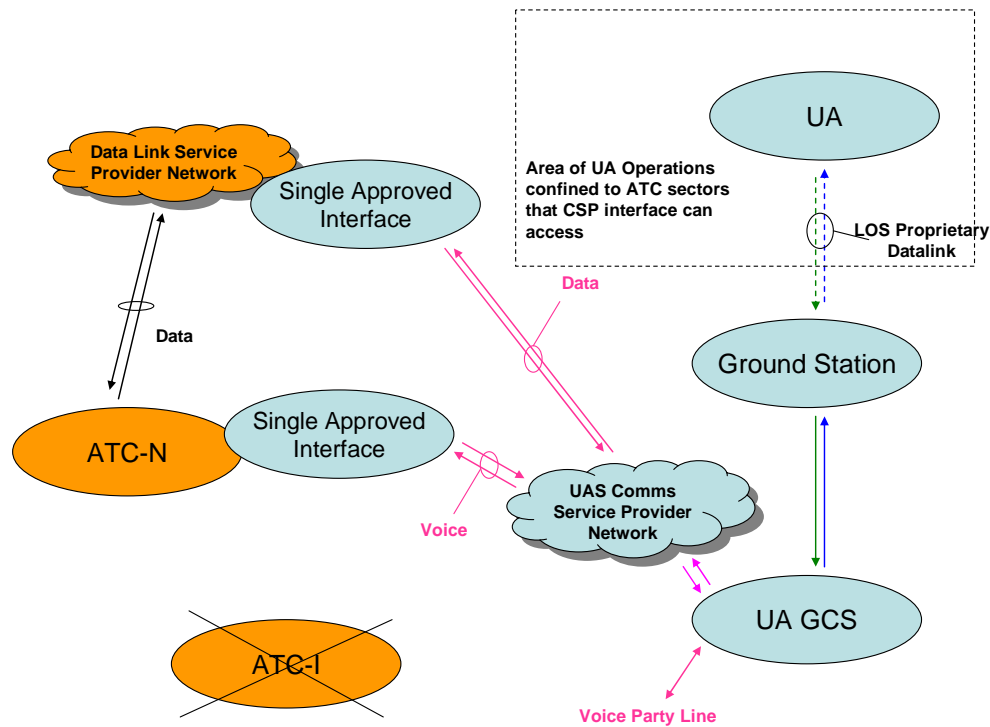 UA
Data Link Service
Provider Network
Area of UA Operations
confined to ATC sectors
that CSP interface can
access
Single Approved
Interface
LOS Proprietary
Datalink
Data
Data
Ground Station
Single Approved
Interface
ATC-N
UAS Comms
Service Provider
Network
Voice
UA GCS
ATC-I
Voice Party Line